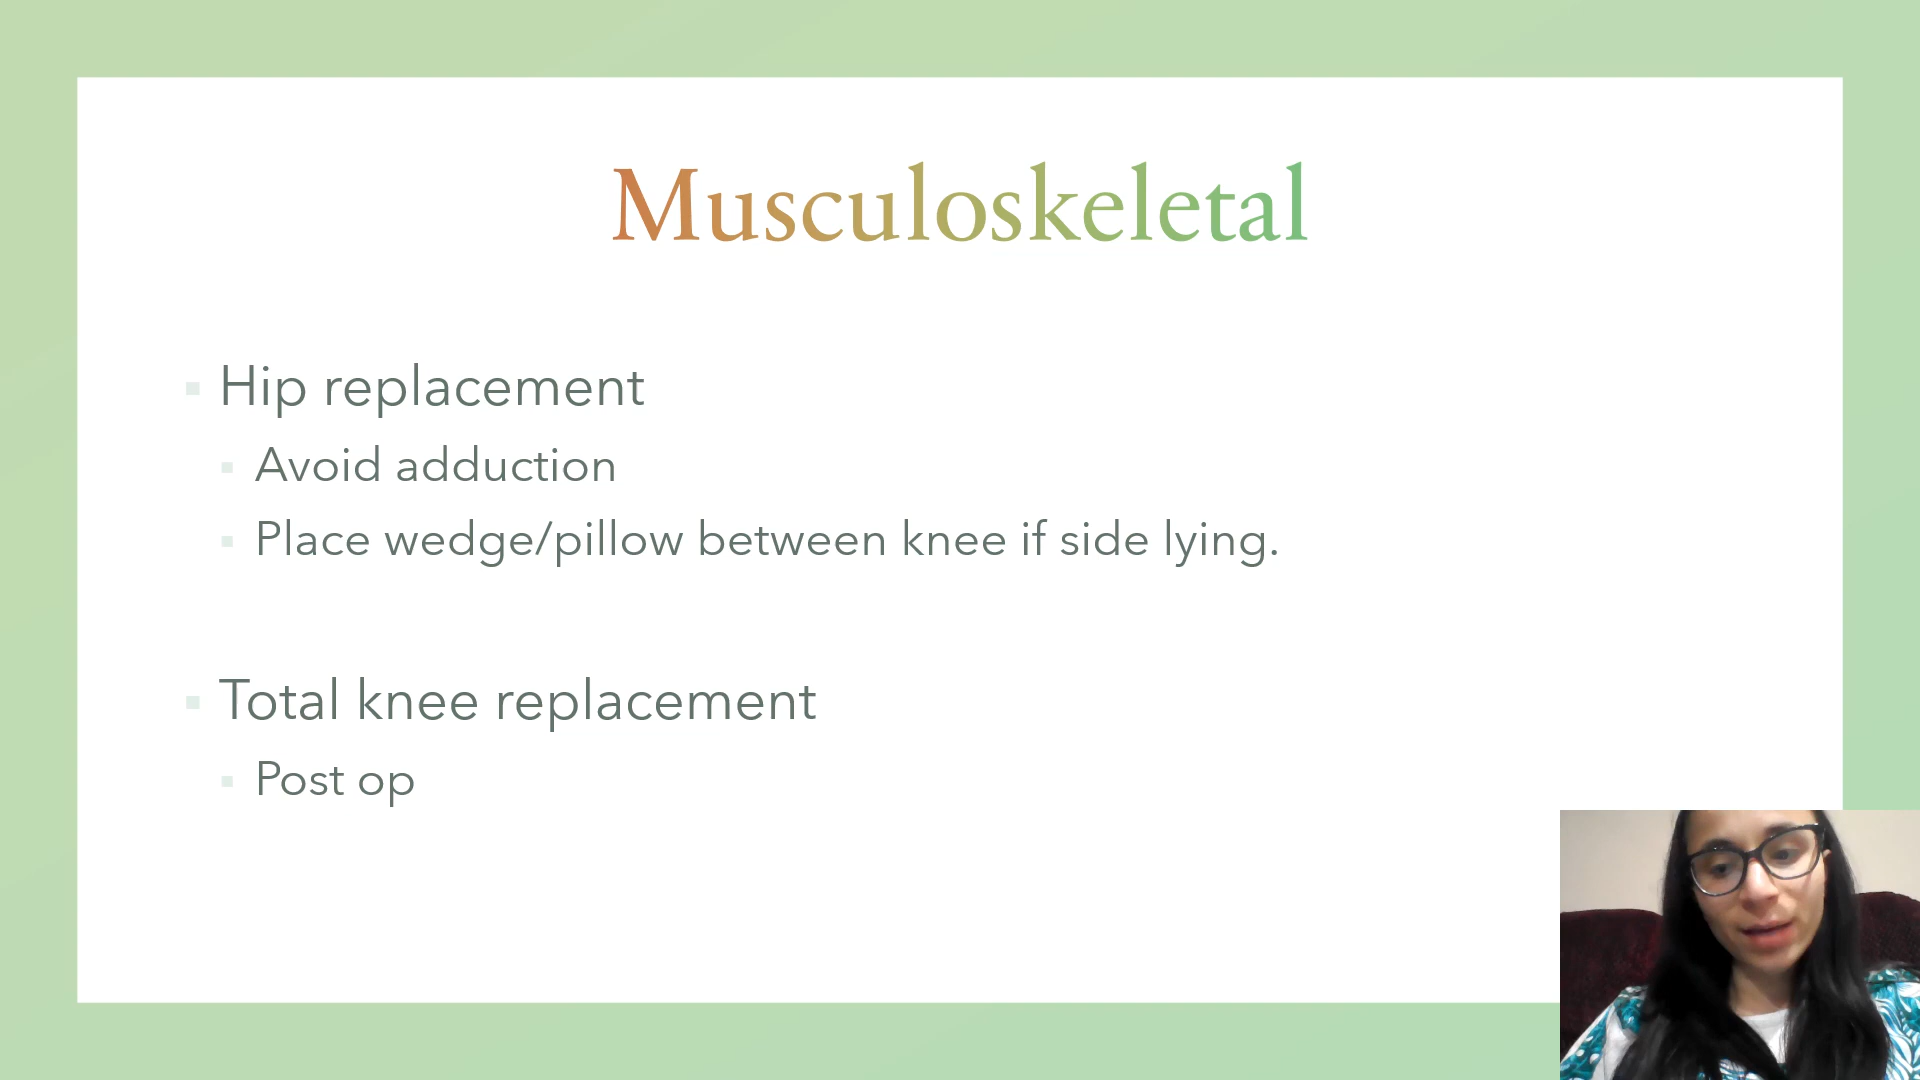 Musculoskeletal
Hip replacement
Avoid adduction
Place wedge/pillow between knee if side lying.
Total knee replacement
Post op